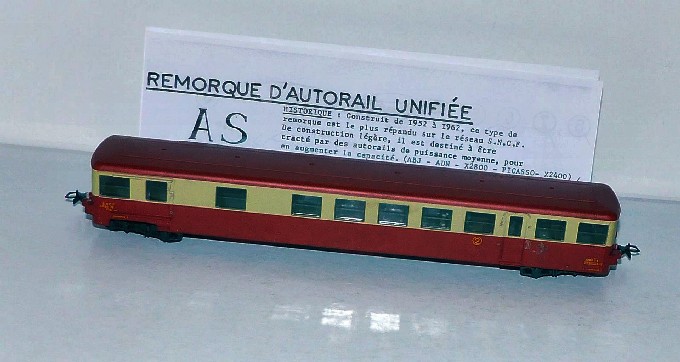 REMORQUE D'AUTORAIL UNIFIÉE
AS
HISTORIQUE : Construit de 1952 à 1962, ce type de
remorque est le plus répandu sur le réseau S.N.C.F.
De construction légère, il est destiné à être
tracté par des autorails de puissance moyenne, pour
en augmenter la capacité. (ABJ - ADN - X2800 - PICASSO- X2400) /
2